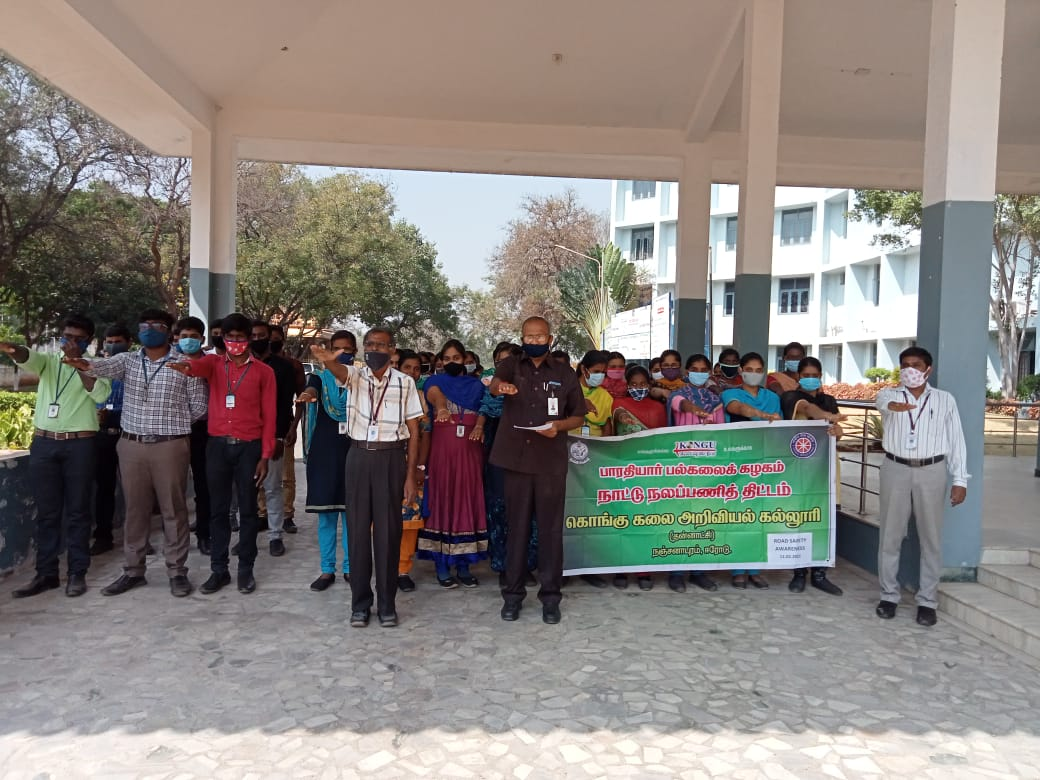 KONGU
பாரதியார் பல்கலைக் கழகம்
நாட்டு நலப்பணித் திட்டம்
கொங்கு கலை அறிவியல் கல்லூரி
(தன்னாட்சி)
நஞ்சனாபுரம், ஈரோடு.
ROAD SAFETY
AWARENESS